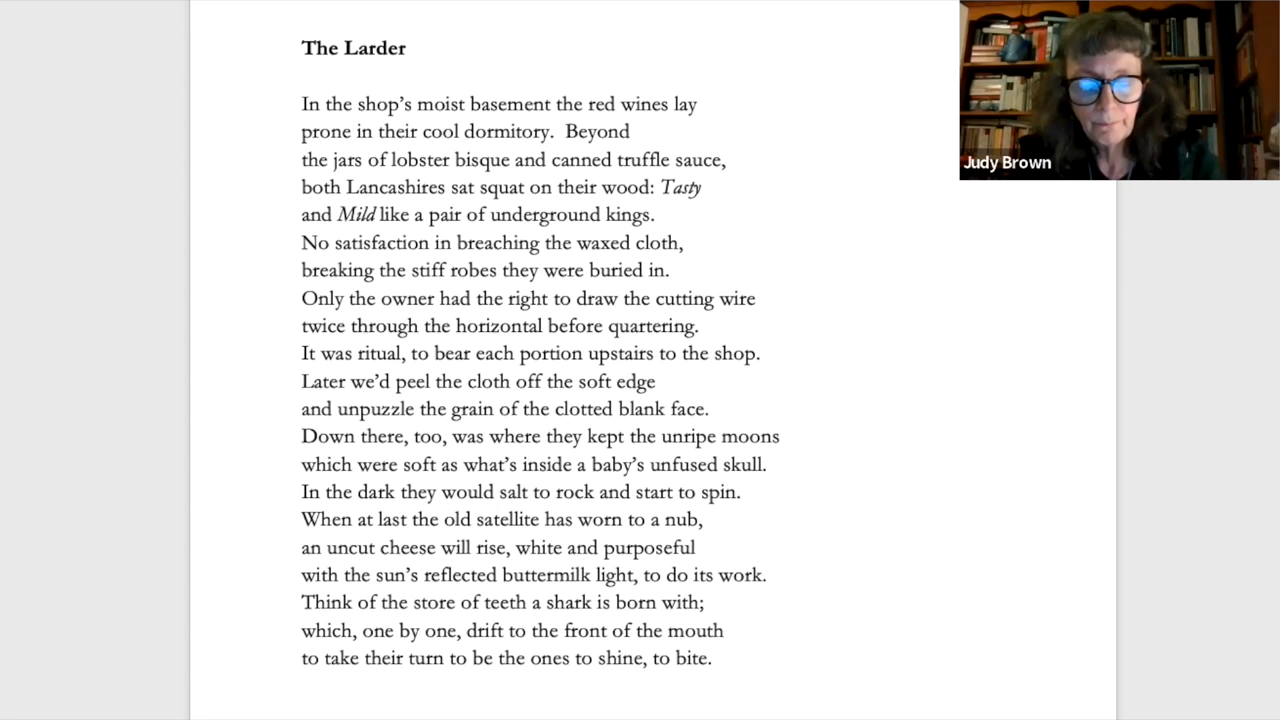 The Larder
In the shop's moist basement the red wines lay
prone in their cool dormitory.  Beyond
the jars of lobster bisque and canned truffle sauce,
both Lancashires sat squat on their wood: Tasty
and Mild like a pair of underground kings.
No satisfaction in breaching the waxed cloth,
breaking the stiff robes they were buried in.
Only the owner had the right to draw the cutting wire
twice through the horizontal before quartering.
It was ritual, to bear each portion upstairs to the shop.
Later we'd peel the cloth off the soft edge
and unpuzzle the grain of the clotted blank face.
Down there, too, was where they kept the unripe moons
which were soft as what's inside a baby's unfused skull.
In the dark they would salt to rock and start to spin.
When at last the old satellite has worn to a nub,
an uncut cheese will rise, white and purposeful
with the sun's reflected buttermilk light, to do its work.
Think of the store of teeth a shark is born with;
which, one by one, drift to the front of the mouth
to take their turn to be the ones to shine, to bite.
Judy Brown